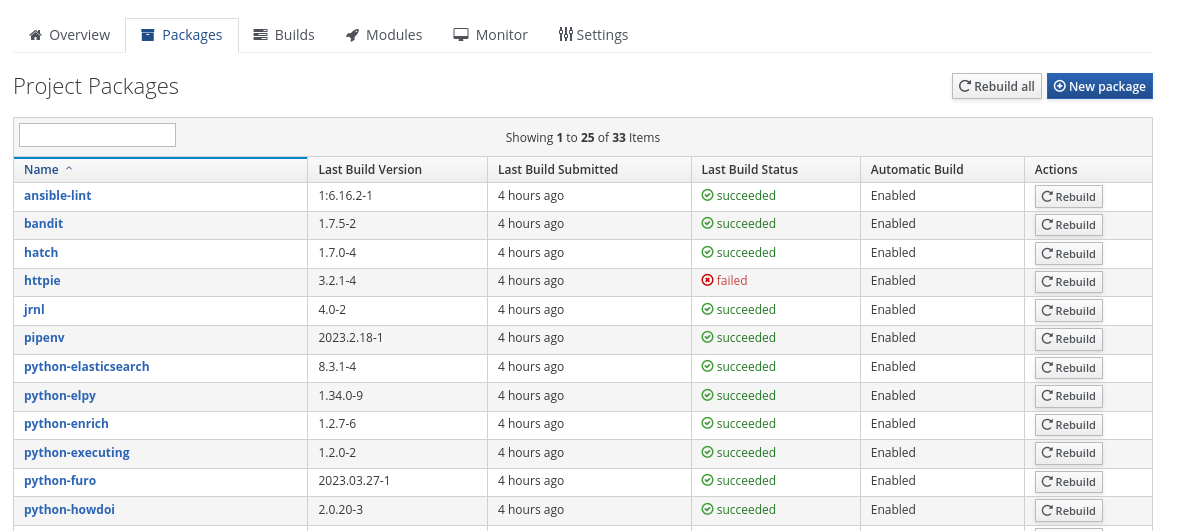 Overview Packages Builds Modules Monitor Settings
Project Packages Rebuild all New package
Showing 1 to 25 of 33 Items
Name Last Build Version Last Build Submitted Last Build Status Automatic Build Actions
ansible-lint 1:6.16.2-1 4 hours ago succeeded Enabled Rebuild
bandit 1.7.5-2 4 hours ago succeeded Enabled Rebuild
hatch 1.7.0-4 4 hours ago succeeded Enabled Rebuild
httpie 3.2.1-4 4 hours ago failed Enabled Rebuild
jrnl 4.0-2 4 hours ago succeeded Enabled Rebuild
pipenv 2023.2.18-1 4 hours ago succeeded Enabled Rebuild
python-elasticsearch 8.3.1-4 4 hours ago succeeded Enabled Rebuild
python-elpy 1.34.0-9 4 hours ago succeeded Enabled Rebuild
python-enrich 1.2.7-6 4 hours ago succeeded Enabled Rebuild
python-executing 1.2.0-2 4 hours ago succeeded Enabled Rebuild
python-furo 2023.03.27-1 4 hours ago succeeded Enabled Rebuild
python-howdoi 2.0.20-3 4 hours ago succeeded Enabled Rebuild